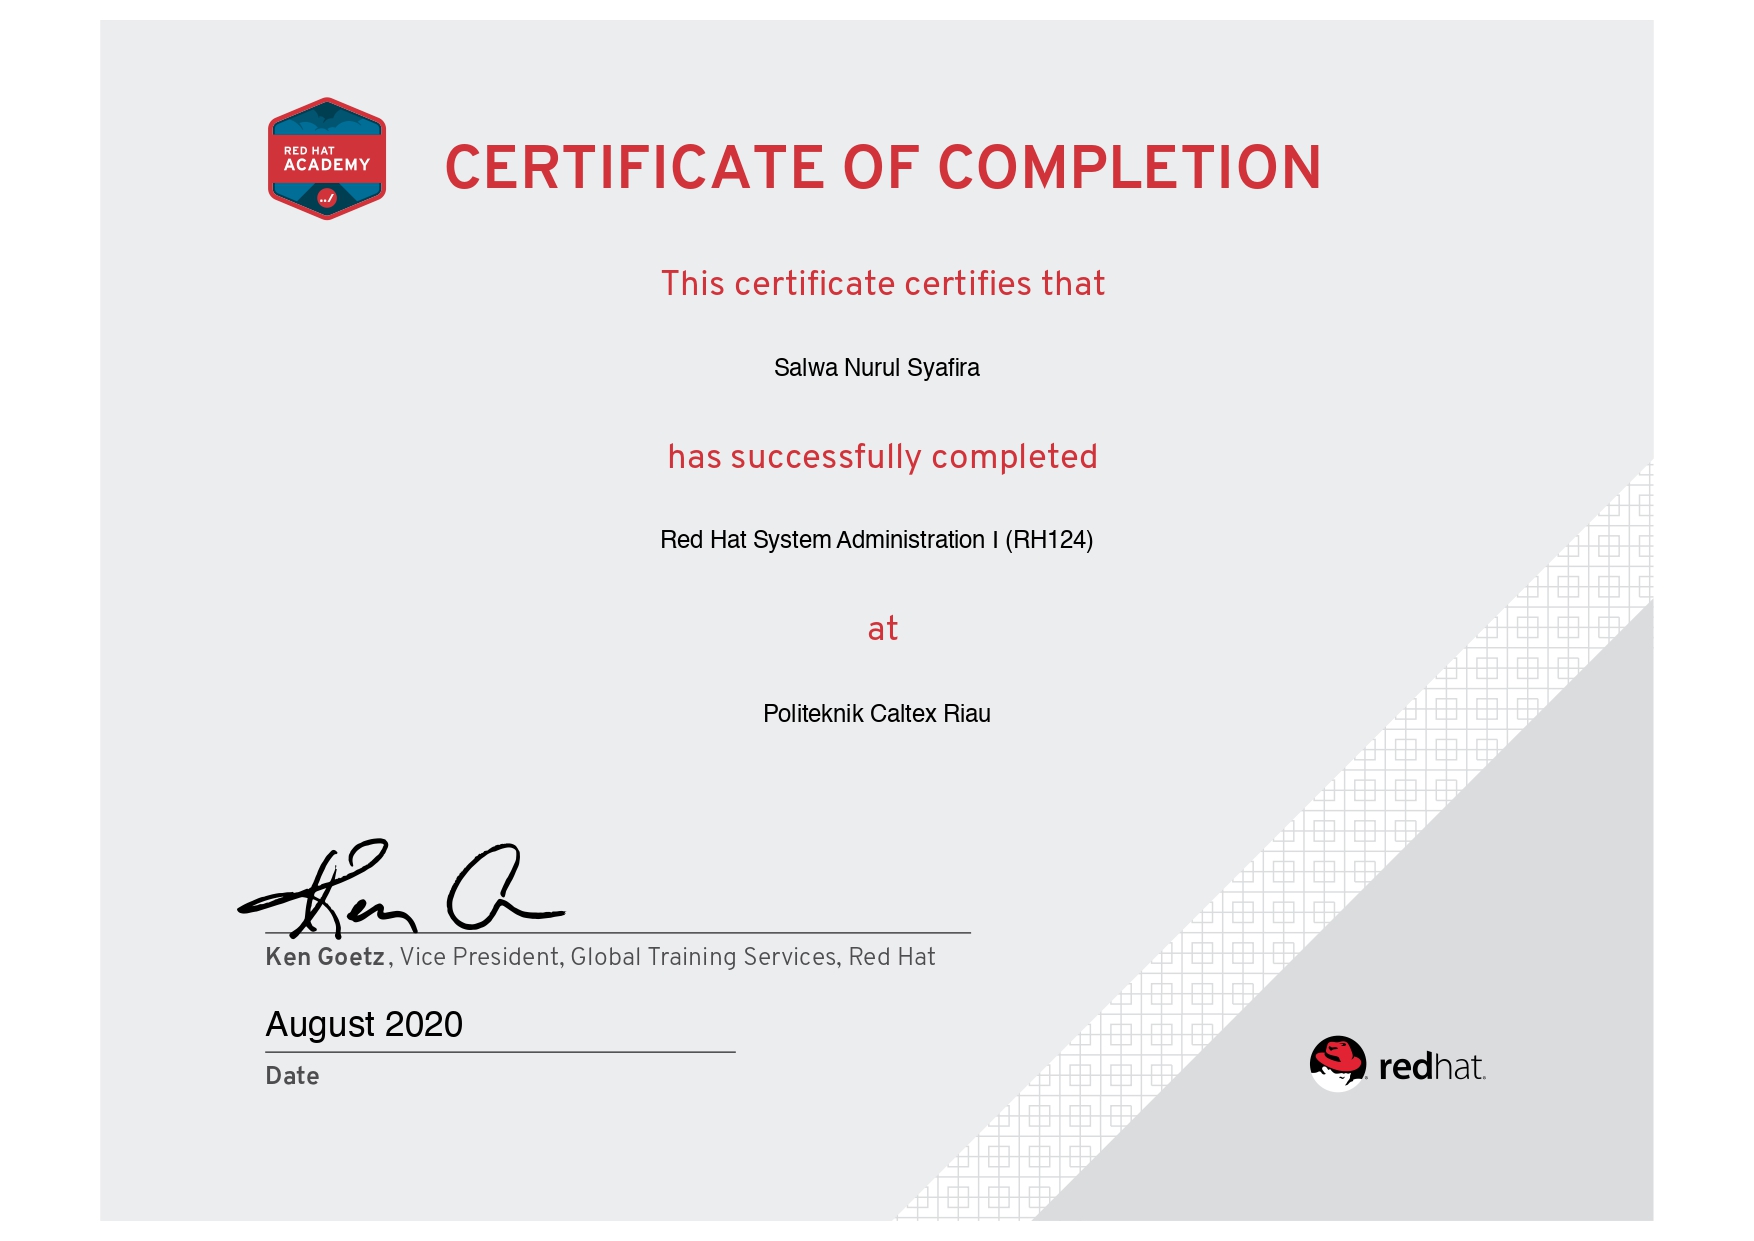 RED HAT
ACADEMY
../
CERTIFICATE OF COMPLETION
This certificate certifies that
Salwa Nurul Syafira
has successfully completed
Red Hat System Administration I (RH124)
at
Politeknik Caltex Riau
Ken Goetz, Vice President, Global Training Services, Red Hat
August 2020
Date
redhat.